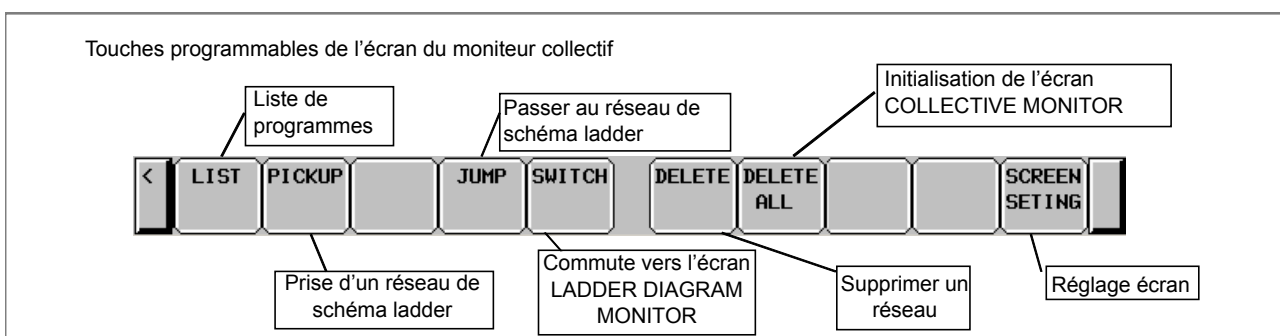 Touches programmables de l'écran du moniteur collectif
Liste de
programmes
Passer au réseau de
schéma ladder
Initialisation de l'écran
COLLECTIVE MONITOR
<
LIST
PICKUP
JUMP
SWITCH
DELETE
DELETE
ALL
SCREEN
SETING
Prise d'un réseau de
schéma ladder
Commute vers l'écran
LADDER DIAGRAM
MONITOR
Supprimer un
réseau
Réglage écran